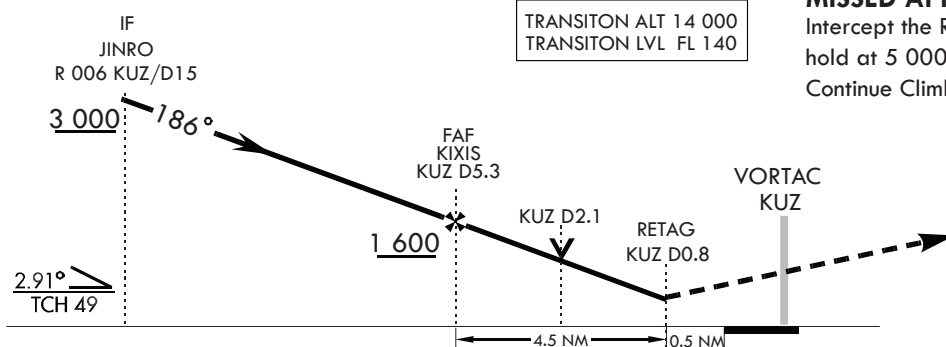 IF
JINRO
R 006 KUZ/D15
3 000
186°
TRANSITON ALT 14 000
TRANSITON LVL FL 140
Intercept the R
hold at 5 000
Continue Climb
FAF
KIXIS
KUZ D5.3
1 600
KUZ D2.1
RETAG
KUZ D0.8
VORTAC
KUZ
2.91°
TCH 49
4.5 NM
0.5 NM